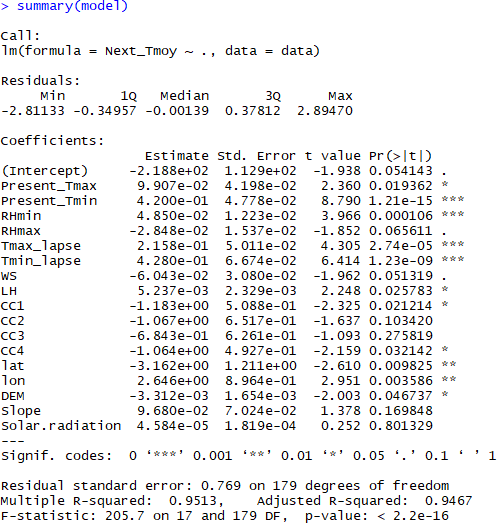 > summary(model)
Call:
lm(formula = Next_Tmoy ~ ., data = data)
Residuals:
     Min       1Q   Median       3Q      Max
-2.81133 -0.34957 -0.00139  0.37812  2.89470
Coefficients:
                  Estimate Std. Error t value Pr(>|t|)
(Intercept)     -2.188e+02  1.129e+02  -1.938 0.054143 .
Present_Tmax     9.907e-02  4.198e-02   2.360 0.019362 *
Present_Tmin     4.200e-01  4.778e-02   8.790 1.21e-15 ***
RHmin            4.850e-02  1.223e-02   3.966 0.000106 ***
RHmax           -2.848e-02  1.537e-02  -1.852 0.065611 .
Tmax_lapse       2.158e-01  5.011e-02   4.305 2.74e-05 ***
Tmin_lapse       4.280e-01  6.674e-02   6.414 1.23e-09 ***
WS              -6.043e-02  3.080e-02  -1.962 0.051319 .
LH               5.237e-03  2.329e-03   2.248 0.025783 *
CC1             -1.183e+00  5.088e-01  -2.325 0.021214 *
CC2             -1.067e+00  6.517e-01  -1.637 0.103420
CC3             -6.843e-01  6.261e-01  -1.093 0.275819
CC4             -1.064e+00  4.927e-01  -2.159 0.032142 *
lat             -3.162e+00  1.211e+00  -2.610 0.009825 **
lon              2.646e+00  8.964e-01   2.951 0.003586 **
DEM             -3.312e-03  1.654e-03  -2.003 0.046737 *
Slope            9.680e-02  7.024e-02   1.378 0.169848
Solar.radiation  4.584e-05  1.819e-04   0.252 0.801329
---
Signif. codes:  0 ‘***’ 0.001 ‘**’ 0.01 ‘*’ 0.05 ‘.’ 0.1 ‘ ’ 1
Residual standard error: 0.769 on 179 degrees of freedom
Multiple R-squared:  0.9513,    Adjusted R-squared:  0.9467
F-statistic: 205.7 on 17 and 179 DF,  p-value: < 2.2e-16